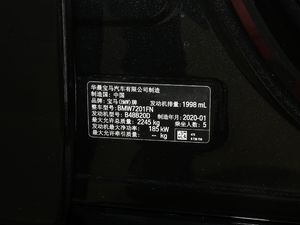 华晨宝马汽车有限公司制造
制造国：中国
品牌：宝马(BMW)牌 发动机排量：1998 mL
整车型号：BMW7201FN
发动机型号：B48B20D 制造年月：2020-01
最大允许总质量：2245 kg 乘坐人数：5
发动机最大净功率：185 kW
最大允许牵引质量：— kg